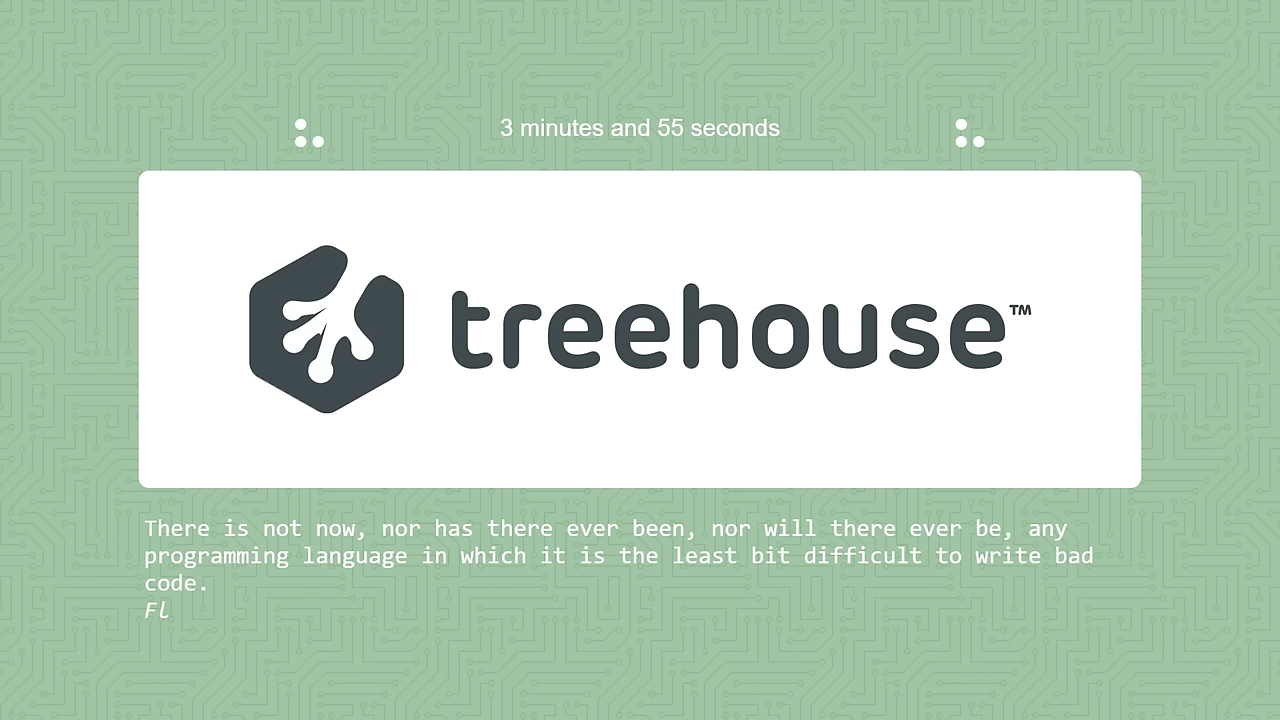 3 minutes and 55 seconds
treehouse™
There is not now, nor has there ever been, nor will there ever be, any
programming language in which it is the least bit difficult to write bad
code.
Fl